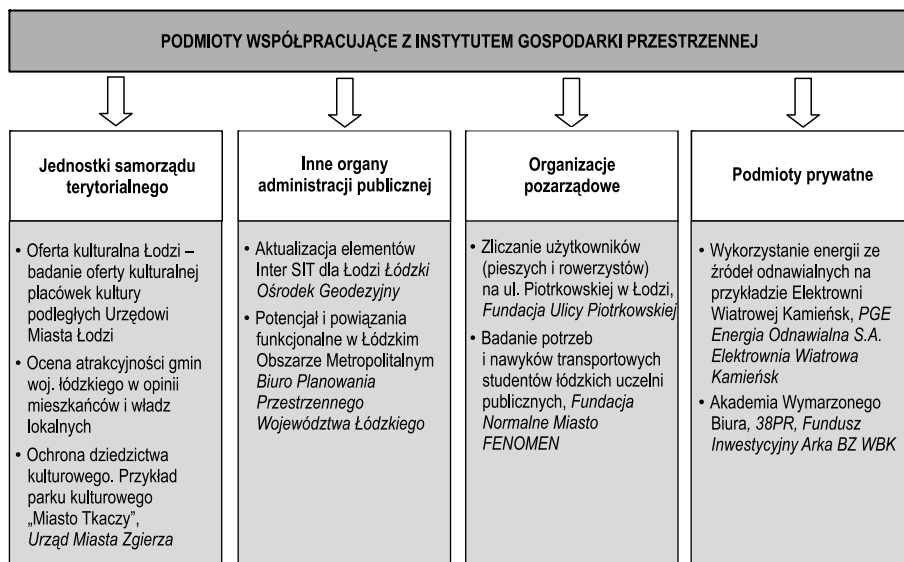 PODMIOTY WSPÓŁPRACUJĄCE Z INSTYTUTEM GOSPODARKI PRZESTRZENNEJ
Jednostki samorządu
terytorialnego
• Oferta kulturalna Łodzi –
badanie oferty kulturalnej
placówek kultury
podległych Urzędowi
Miasta Łodzi
• Ocena atrakcyjności gmin
woj. łódzkiego w opinii
mieszkańców i władz
lokalnych
• Ochrona dziedzictwa
kulturowego. Przykład
parku kulturowego
„Miasto Tkaczy”,
Urząd Miasta Zgierza
Inne organy
administracji publicznej
• Aktualizacja elementów
Inter SIT dla Łodzi Łódzki
Ośrodek Geodezyjny
• Potencjał i powiązania
funkcjonalne w Łódzkim
Obszarze Metropolitalnym
Biuro Planowania
Przestrzennego
Województwa Łódzkiego
Organizacje
pozarządowe
• Zliczanie użytkowników
(pieszych i rowerzystów)
na ul. Piotrkowskiej w Łodzi,
Fundacja Ulicy Piotrkowskiej
• Badanie potrzeb
i nawyków transportowych
studentów łódzkich uczelni
publicznych, Fundacja
Normalne Miasto
FENOMEN
Podmioty prywatne
• Wykorzystanie energii ze
źródeł odnawialnych na
przykładzie Elektrowni
Wiatrowej Kamieńsk, PGE
Energia Odnawialna S.A.
Elektrownia Wiatrowa
Kamieńsk
• Akademia Wymarzonego
Biura, 38PR, Fundusz
Inwestycyjny Arka BZ WBK